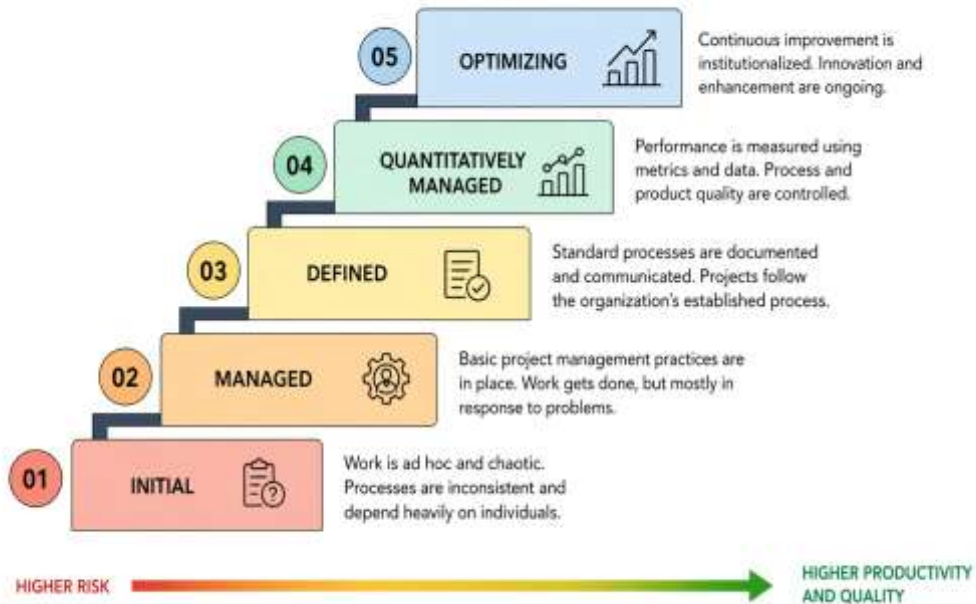 05
OPTIMIZING
Continuous improvement is
institutionalized. Innovation and
enhancement are ongoing.
04
QUANTITATIVELY
MANAGED
Performance is measured using
metrics and data. Process and
product quality are controlled.
03
DEFINED
Standard processes are documented
and communicated. Projects follow
the organization's established process.
02
MANAGED
Basic project management practices are
in place. Work gets done, but mostly in
response to problems.
01
INITIAL
Work is ad hoc and chaotic.
Processes are inconsistent and
depend heavily on individuals.
HIGHER RISK
HIGHER PRODUCTIVITY
AND QUALITY